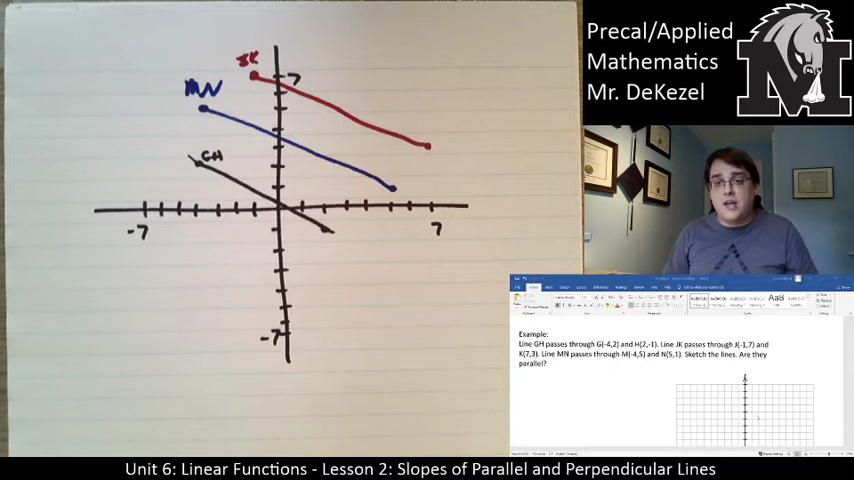 Precal/Applied
Mathematics
Mr. DeKezel
M
JK
7
MN
GH
-7
7
-7
Example:
Line GH passes through G(-4,2) and H(2,-1). Line JK passes through J(-1,7) and
K(7,3). Line MN passes through M(-4,5) and N(5,1). Sketch the lines. Are they
parallel?
Unit 6: Linear Functions - Lesson 2: Slopes of Parallel and Perpendicular Lines